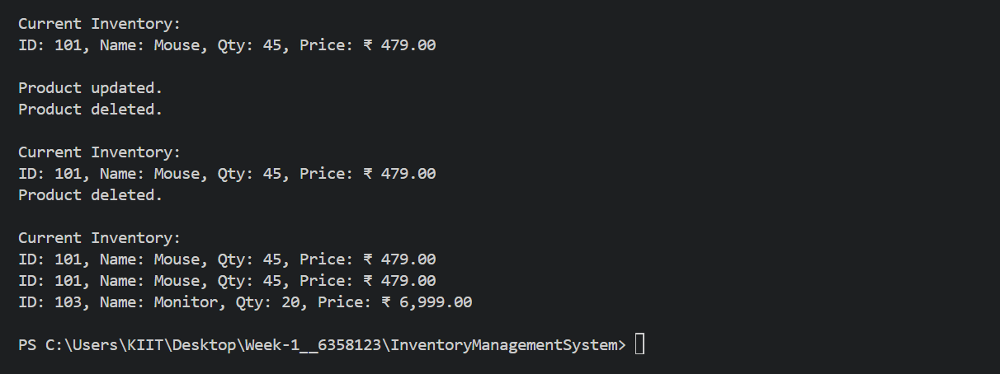 Current Inventory:
ID: 101, Name: Mouse, Qty: 45, Price: ₹ 479.00
Product updated.
Product deleted.
Current Inventory:
ID: 101, Name: Mouse, Qty: 45, Price: ₹ 479.00
Product deleted.
Current Inventory:
ID: 101, Name: Mouse, Qty: 45, Price: ₹ 479.00
ID: 101, Name: Mouse, Qty: 45, Price: ₹ 479.00
ID: 103, Name: Monitor, Qty: 20, Price: ₹ 6,999.00
PS C:\Users\KIIT\Desktop\Week-1__6358123\InventoryManagementSystem>